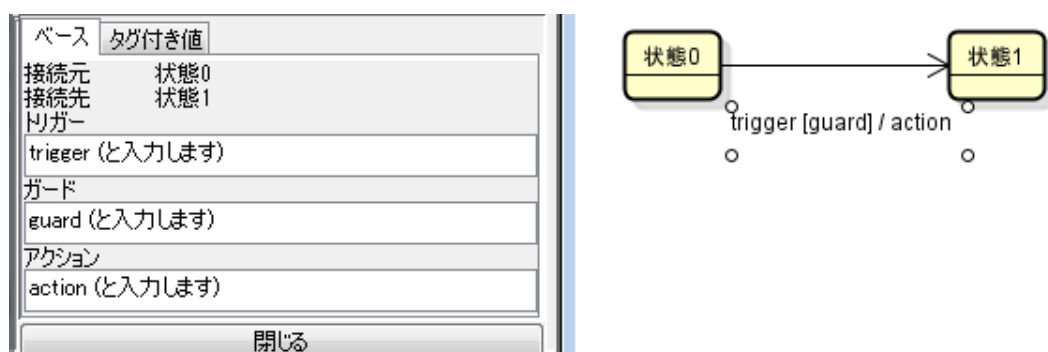 ベース タグ付き値
接続元 状態0
接続先 状態1
トリガー
trigger (と入力します)
ガード
guard (と入力します)
アクション
action (と入力します)
閉じる
状態0 状態1
trigger [guard] / action